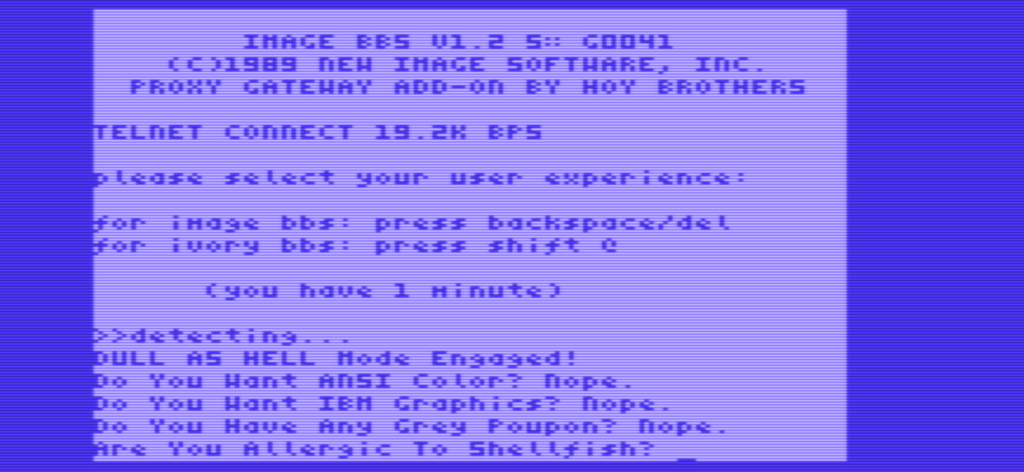 IMAGE BBS V1.2 S:: G0041
(C)1989 NEW IMAGE SOFTWARE, INC.
PROXY GATEWAY ADD-ON BY HOY BROTHERS
TELNET CONNECT 19.2K BPS
please select your user experience:
for image bbs: press backspace/del
for ivory bbs: press shift Q
(you have 1 minute)
>>detecting...
DULL AS HELL Mode Engaged!
Do You Want ANSI Color? Nope.
Do You Want IBM Graphics? Nope.
Do You Have Any Grey Poupon? Nope.
Are You Allergic To Shellfish?